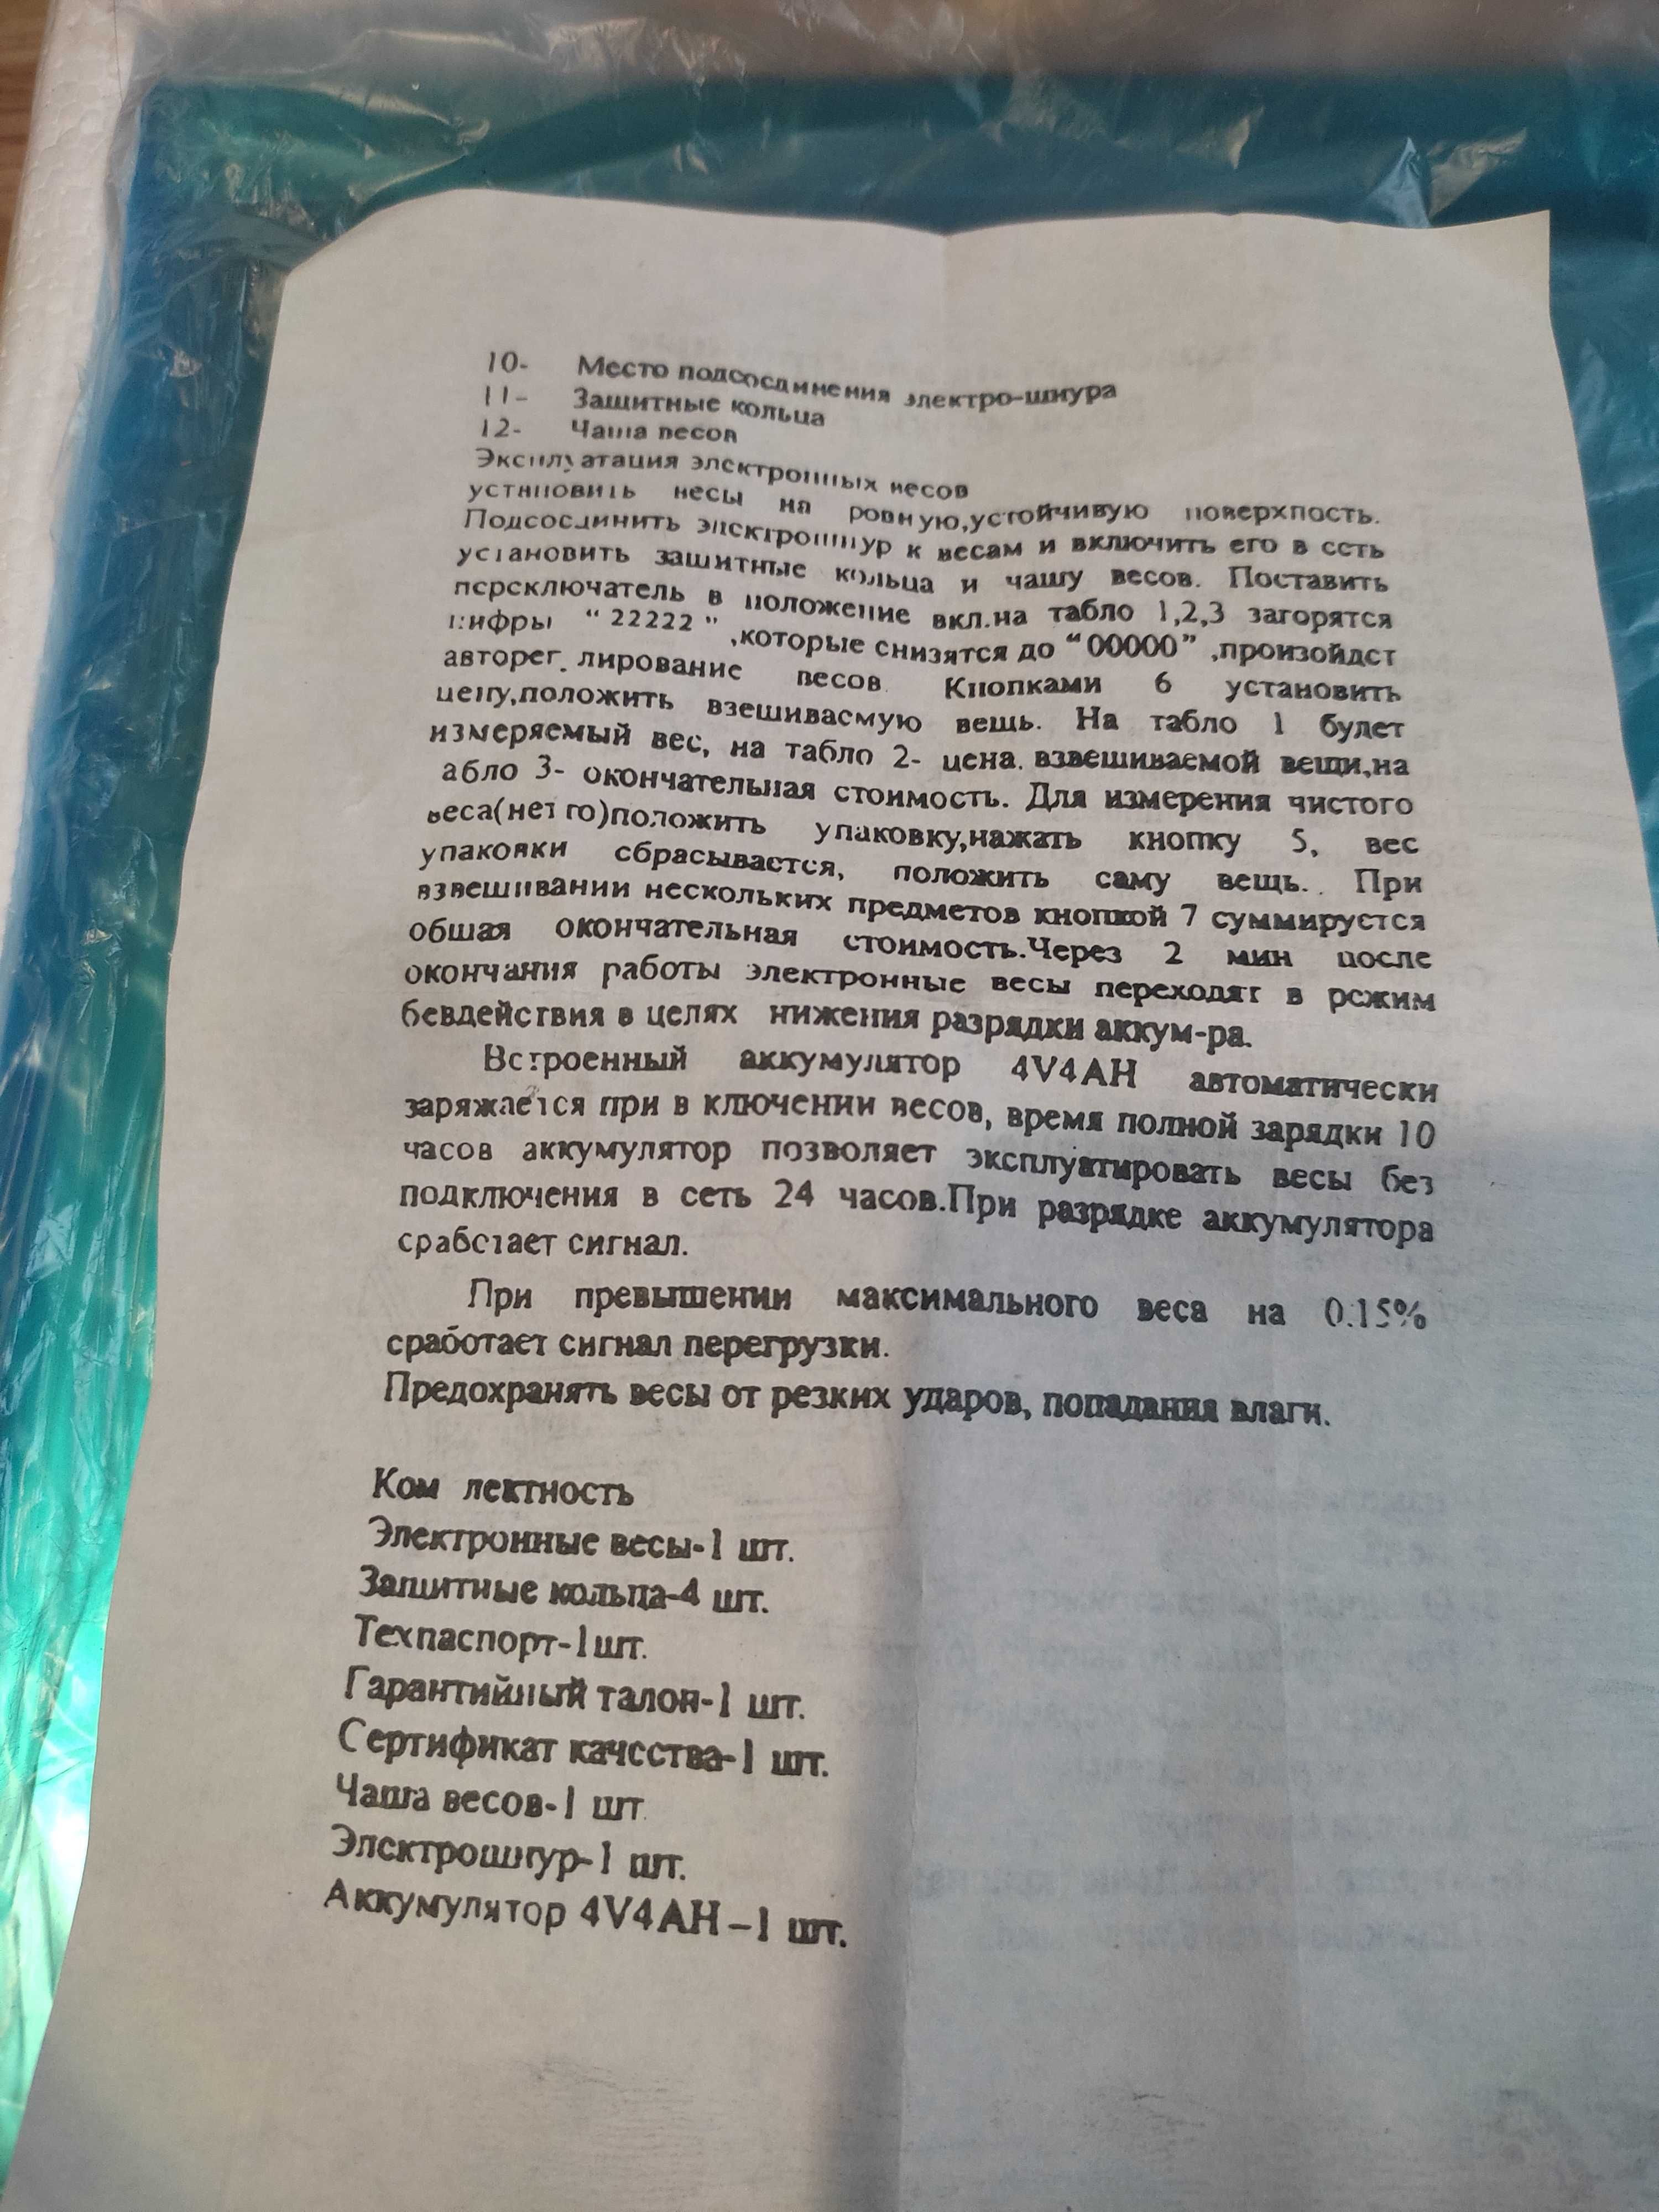 10- Место подсоединения электро-шнура
11- Защитные кольца
12- Чаша весов
Эксплуатация электронных весов
установить весы на ровную,устойчивую поверхность.
Подсоединить электрошнур к весам и включить его в сеть
установить защитные кольца и чашу весов. Поставить
переключатель в положение вкл.на табло 1,2,3 загорятся
цифры "22222" ,которые снизятся до "00000" ,произойдет
авторег лирование весов. Кнопками 6 установить
цену,положить взвешиваемую вещь. На табло 1 будет
измеряемый вес, на табло 2- цена взвешиваемой вещи,на
абло 3- окончательная стоимость. Для измерения чистого
веса(нетто)положить упаковку,нажать кнопку 5, вес
упаковки сбрасывается, положить саму вещь. При
взвешивании нескольких предметов кнопкой 7 суммируется
общая окончательная стоимость.Через 2 мин после
окончания работы электронные весы переходят в режим
бевдействия в целях нижения разрядки аккум-ра.
Встроенный аккумулятор 4V4AH автоматически
заряжается при в ключении весов, время полной зарядки 10
часов аккумулятор позволяет эксплуатировать весы без
подключения в сеть 24 часов.При разрядке аккумулятора
сработает сигнал.
При превышении максимального веса на 0.15%
сработает сигнал перегрузки.
Предохранять весы от резких ударов, попадания влаги.
Ком лектность
Электронные весы-1 шт.
Защитные кольца-4 шт.
Техпаспорт-1шт.
Гарантийный талон-1 шт.
Сертификат качества-1 шт.
Чаша весов-1 шт.
Электрошнур-1 шт.
Аккумулятор 4V4AH –1 шт.